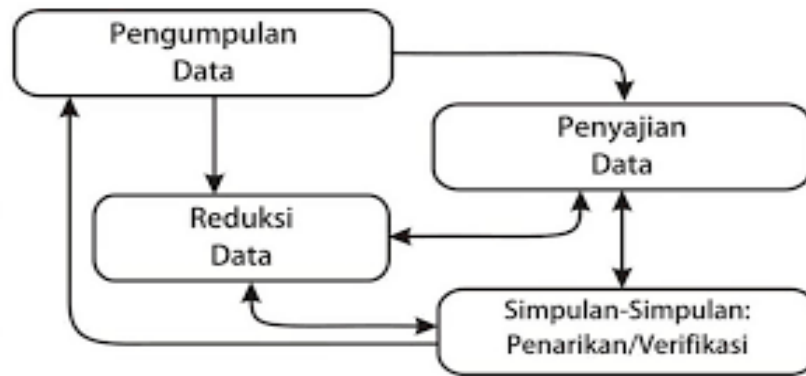 Pengumpulan
Data
Penyajian
Data
Reduksi
Data
Simpulan-Simpulan:
Penarikan/Verifikasi